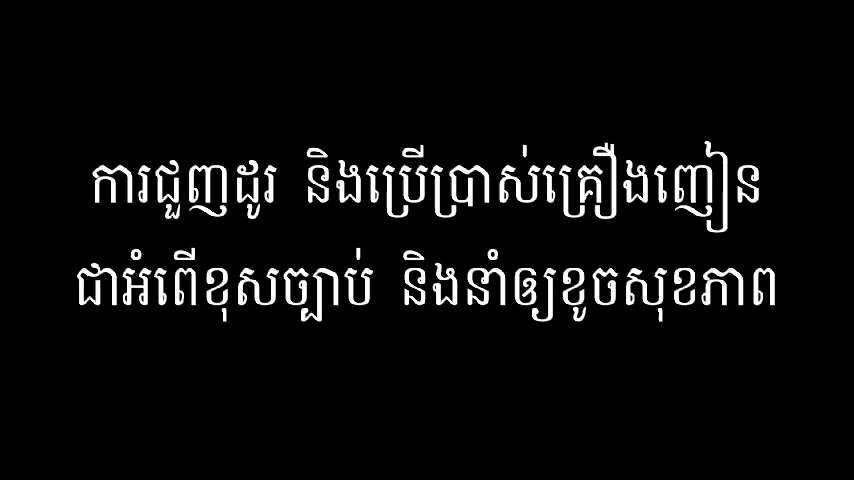 ការជួញដូរ និងប្រើប្រាស់គ្រឿងញៀន
ជាអំពើខុសច្បាប់ និងនាំឲ្យខូចសុខភាព